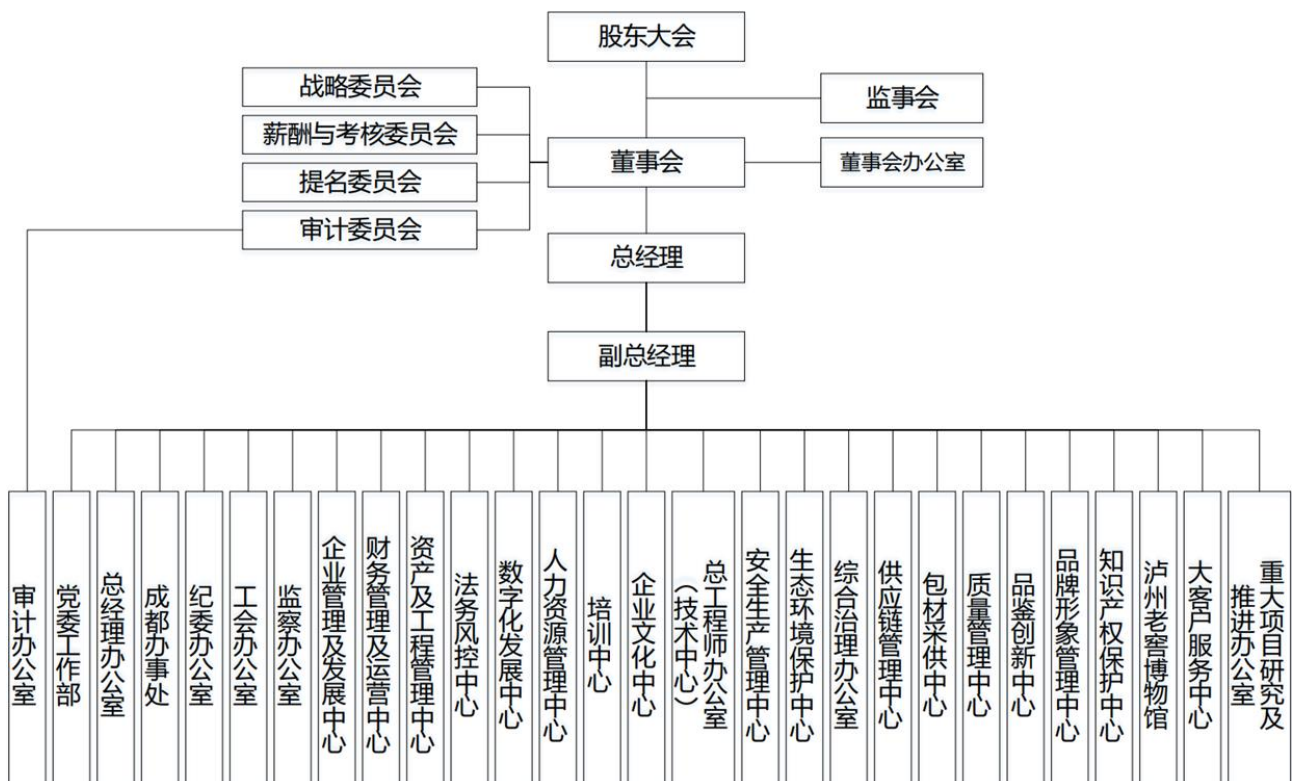 股东大会
战略委员会
监事会
薪酬与考核委员会
董事会
董事会办公室
提名委员会
审计委员会
总经理
副总经理
审计办公室
党委工作部
总经理办公室
成都办事处
纪委办公室
工会办公室
监察办公室
企业管理及发展中心
财务管理及运营中心
资产及工程管理中心
法务风控中心
数字化发展中心
人力资源管理中心
培训中心
企业文化中心
总工程师办公室
（技术中心）
安全生产管理中心
生态环境保护中心
综合治理办公室
供应链管理中心
包材采供中心
质量管理中心
品鉴创新中心
品牌形象管理中心
知识产权保护中心
泸州老窖博物馆
大客户服务中心
重大项目研究及
推进办公室